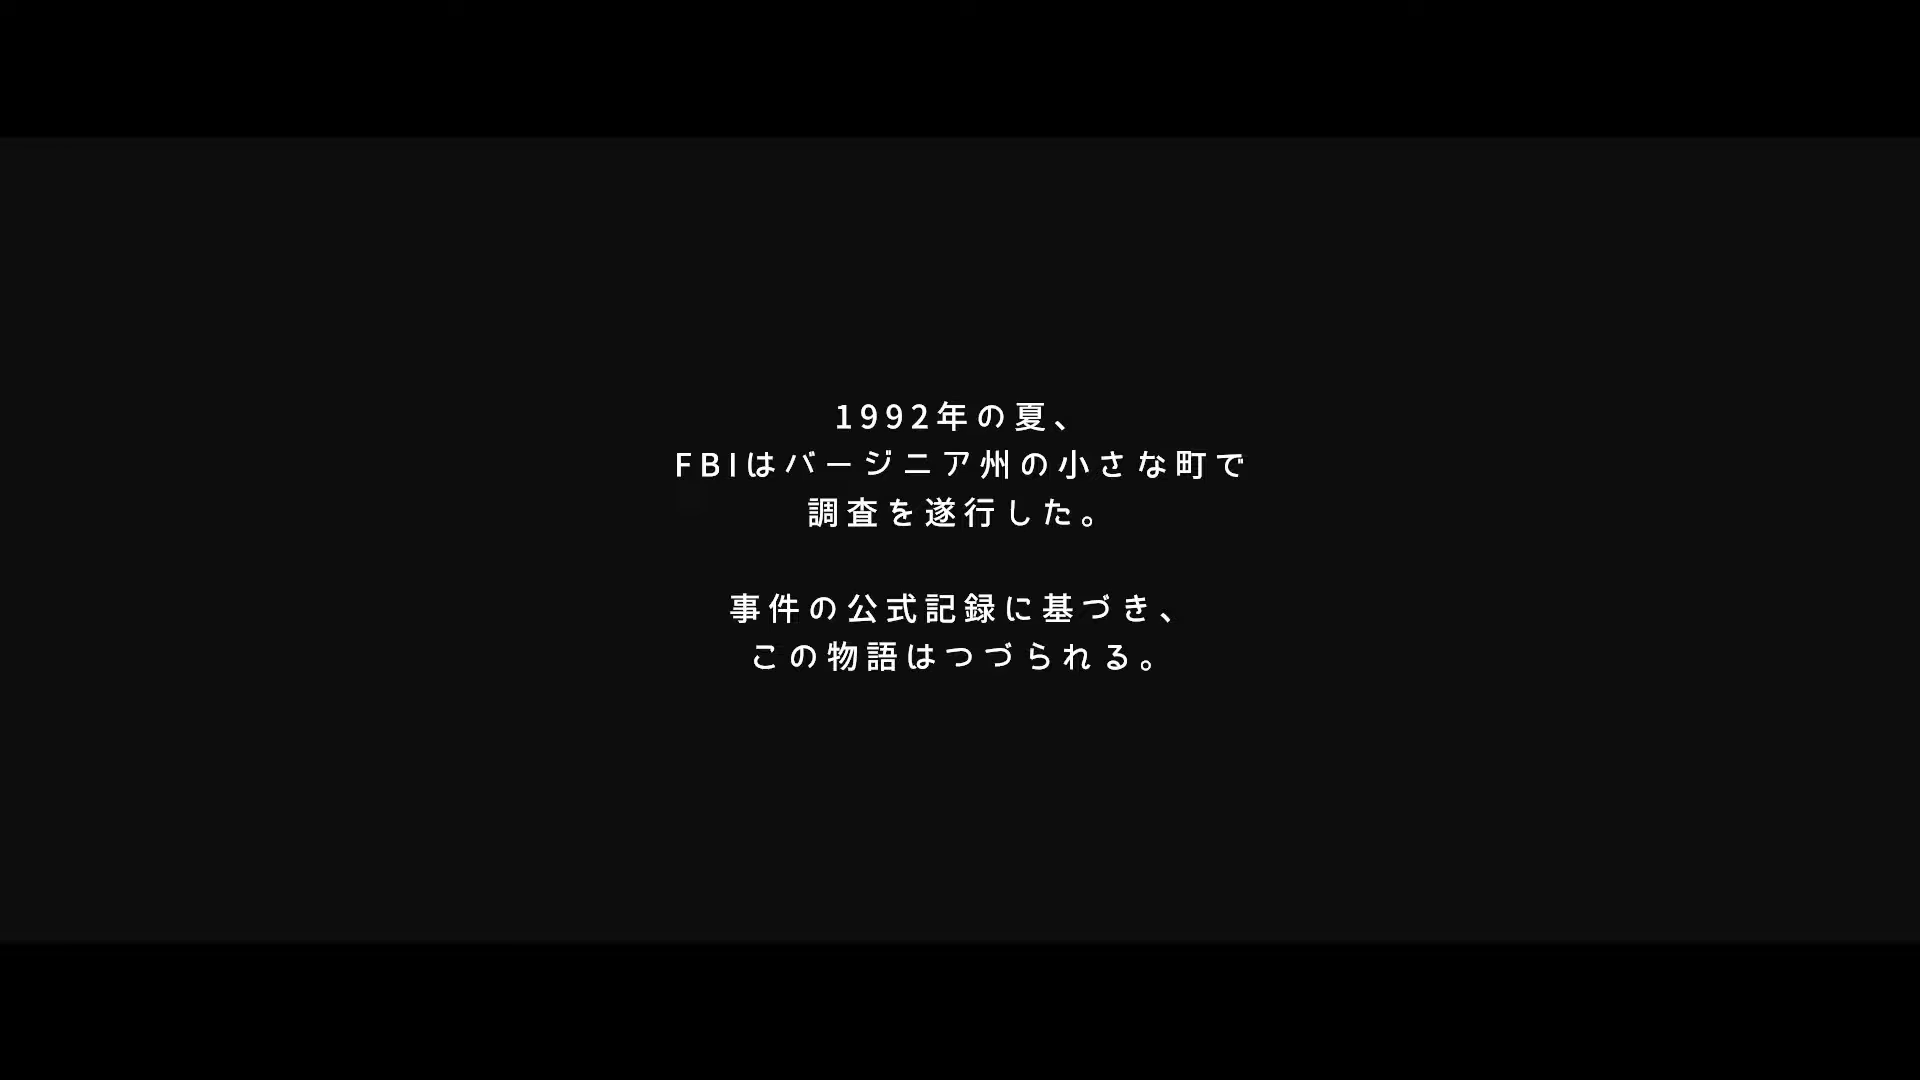 1992年の夏、
FBIはバージニア州の小さな町で
調査を遂行した。
事件の公式記録に基づき、
この物語はつづられる。